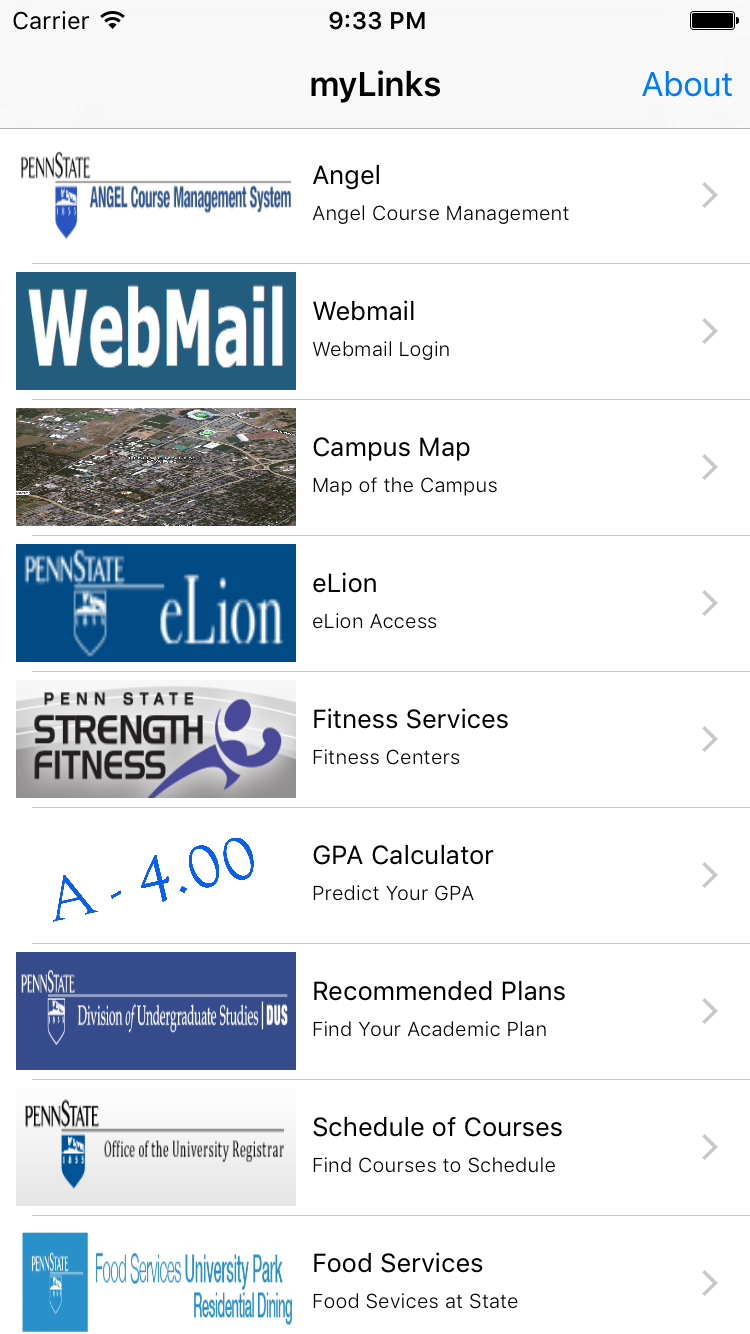 Carrier 9:33 PM
myLinks About
PENNSTATE
1855
ANGEL Course Management System
Angel
Angel Course Management
WebMail
Webmail
Webmail Login
Campus Map
Map of the Campus
PENNSTATE
eLion
eLion
eLion Access
PENN STATE
STRENGTH
FITNESS
Fitness Services
Fitness Centers
A - 4.00
GPA Calculator
Predict Your GPA
PENNSTATE
1855
Division of Undergraduate Studies | DUS
Recommended Plans
Find Your Academic Plan
PENNSTATE
1855
Office of the University Registrar
Schedule of Courses
Find Courses to Schedule
PENNSTATE
Food Services University Park
Residential Dining
Food Services
Food Sevices at State